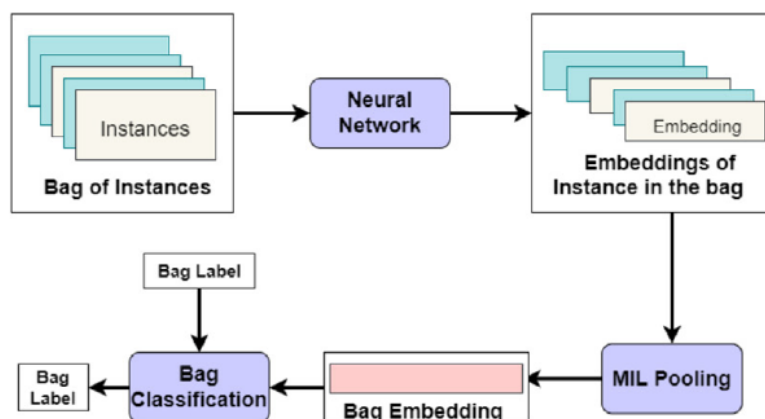 Instances
Bag of Instances
Neural
Network
Embedding
Embeddings of
Instance in the bag
Bag Label
Bag
Label
Bag
Classification
Bag Embedding
MIL Pooling